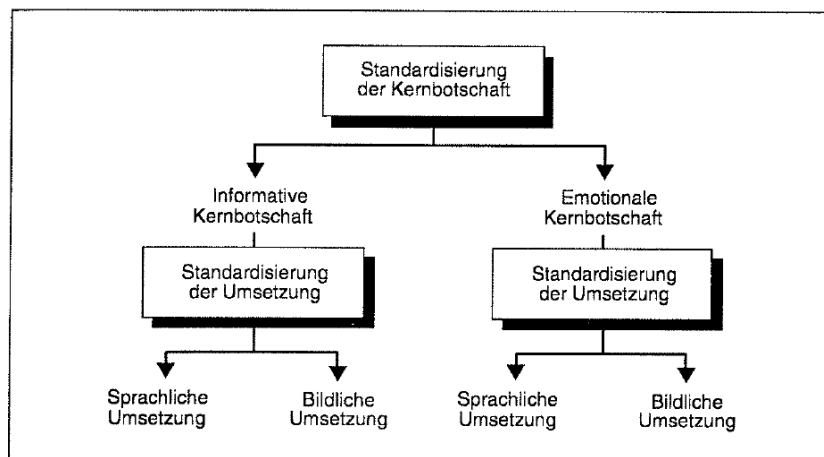 Standardisierung
der Kernbotschaft
Informative
Kernbotschaft
Emotionale
Kernbotschaft
Standardisierung
der Umsetzung
Standardisierung
der Umsetzung
Sprachliche
Umsetzung
Bildliche
Umsetzung
Sprachliche
Umsetzung
Bildliche
Umsetzung